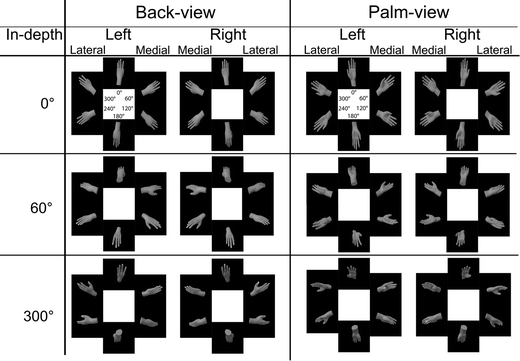 Back-view Palm-view
In-depth Left Right Left Right
Lateral Medial Medial Lateral Lateral Medial Medial Lateral
0°
0° 0°
300° 60° 300° 60°
240° 120° 240° 120°
180° 180°
60°
300°